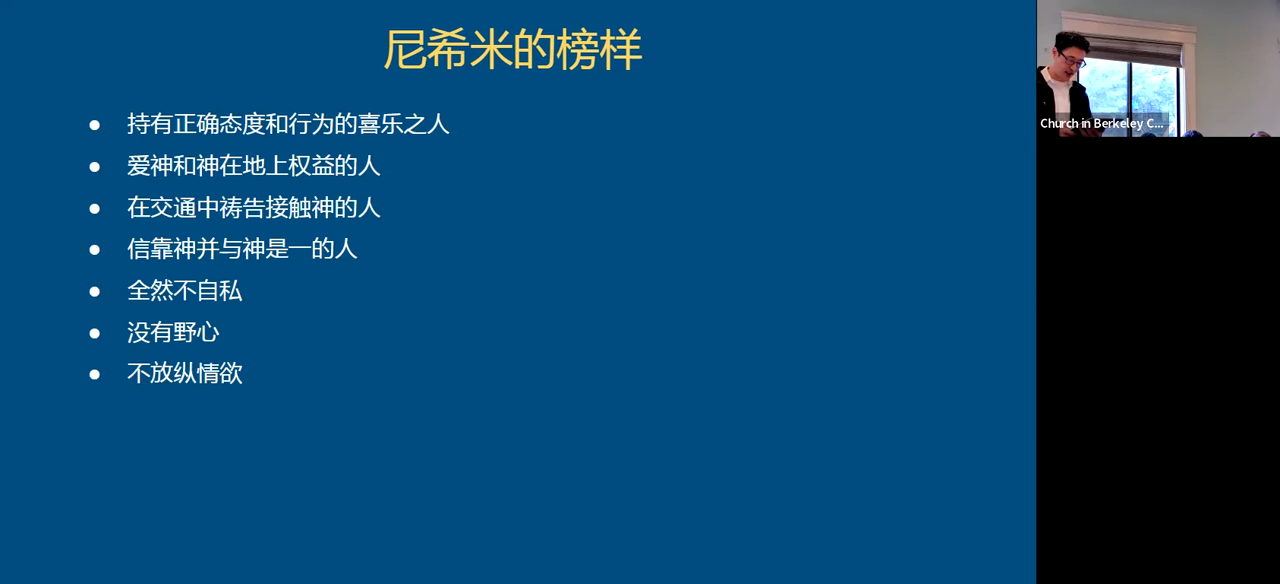 尼希米的榜样
● 持有正确态度和行为的喜乐之人
● 爱神和神在地上权益的人
● 在交通中祷告接触神的人
● 信靠神并与神是一的人
● 全然不自私
● 没有野心
● 不放纵情欲
Church in Berkeley C...